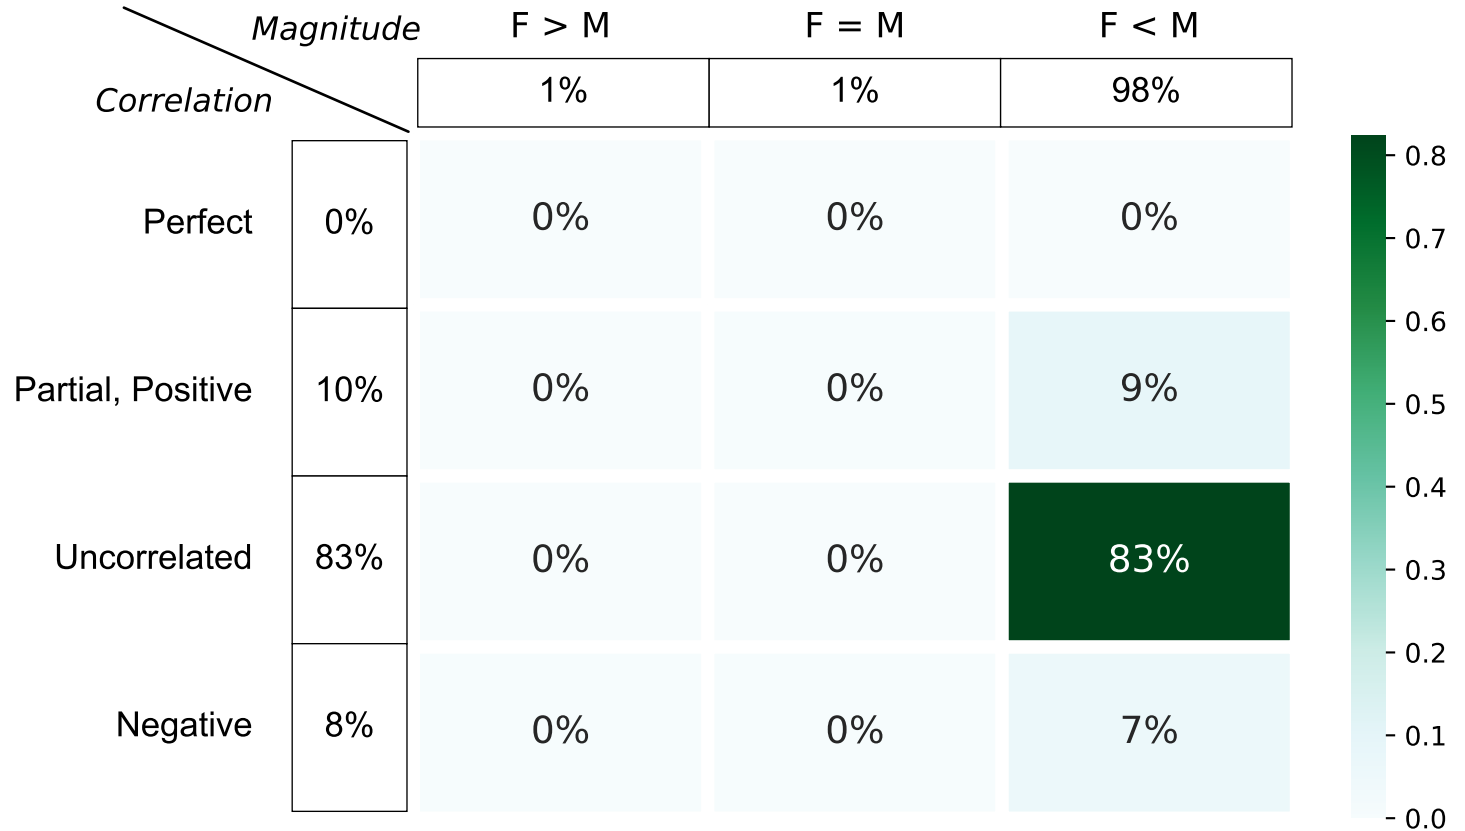 Magnitude F > M F = M F < M
Correlation 1% 1% 98%
Perfect 0% 0% 0% 0%
Partial, Positive 10% 0% 0% 9%
Uncorrelated 83% 0% 0% 83%
Negative 8% 0% 0% 7%
0.8
0.7
0.6
0.5
0.4
0.3
0.2
0.1
0.0